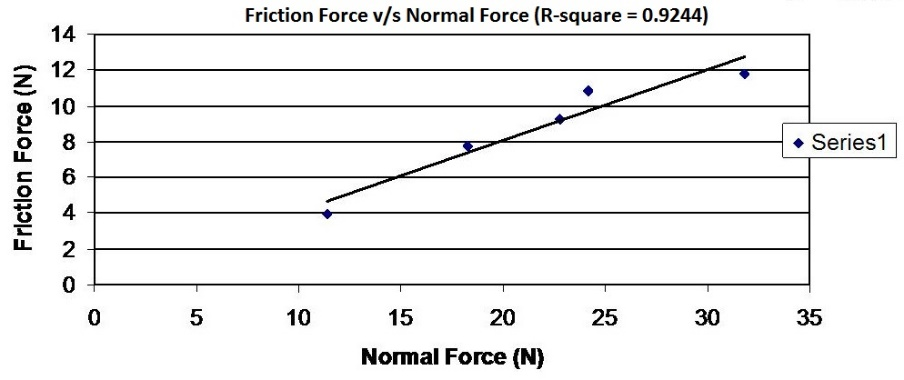 Friction Force v/s Normal Force (R-square = 0.9244)
14
12
10
8
6
4
2
0
Friction Force (N)
0 5 10 15 20 25 30 35
Normal Force (N)
Series1